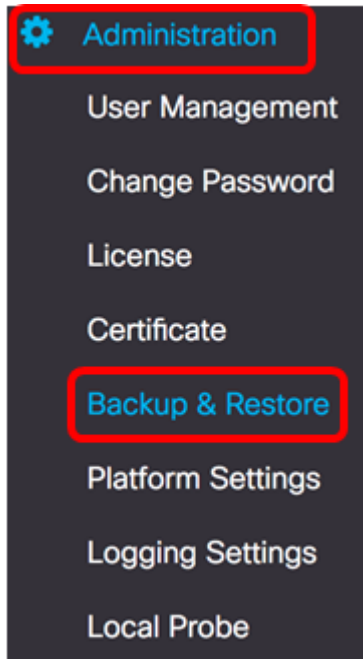 Administration
User Management
Change Password
License
Certificate
Backup & Restore
Platform Settings
Logging Settings
Local Probe